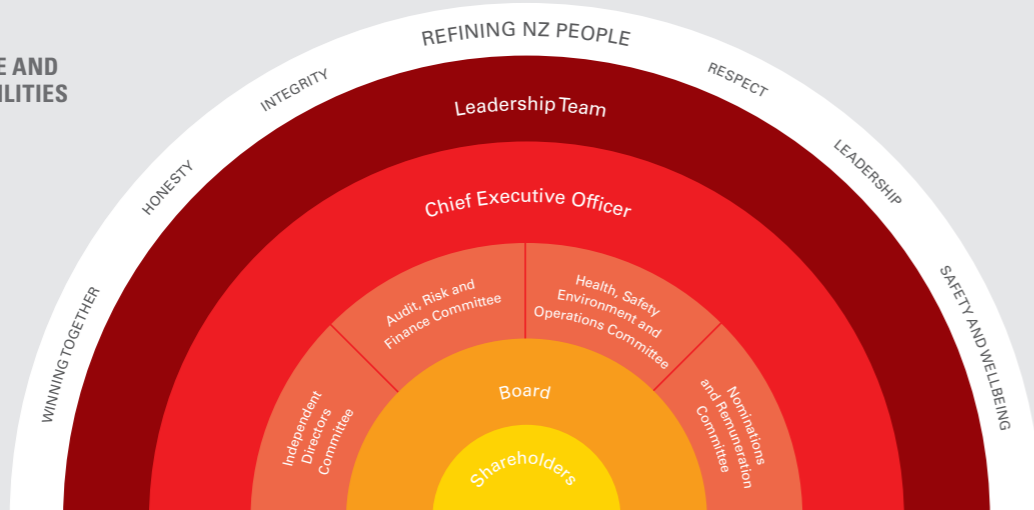 E AND
ILITIES
REFINING NZ PEOPLE
WINNING TOGETHER
HONESTY
INTEGRITY
RESPECT
LEADERSHIP
SAFETY AND WELLBEING
Leadership Team
Chief Executive Officer
Independent
Directors
Committee
Audit, Risk and
Finance Committee
Health, Safety
Environment and
Operations Committee
Nominations
and Remuneration
Committee
Board
Shareholders